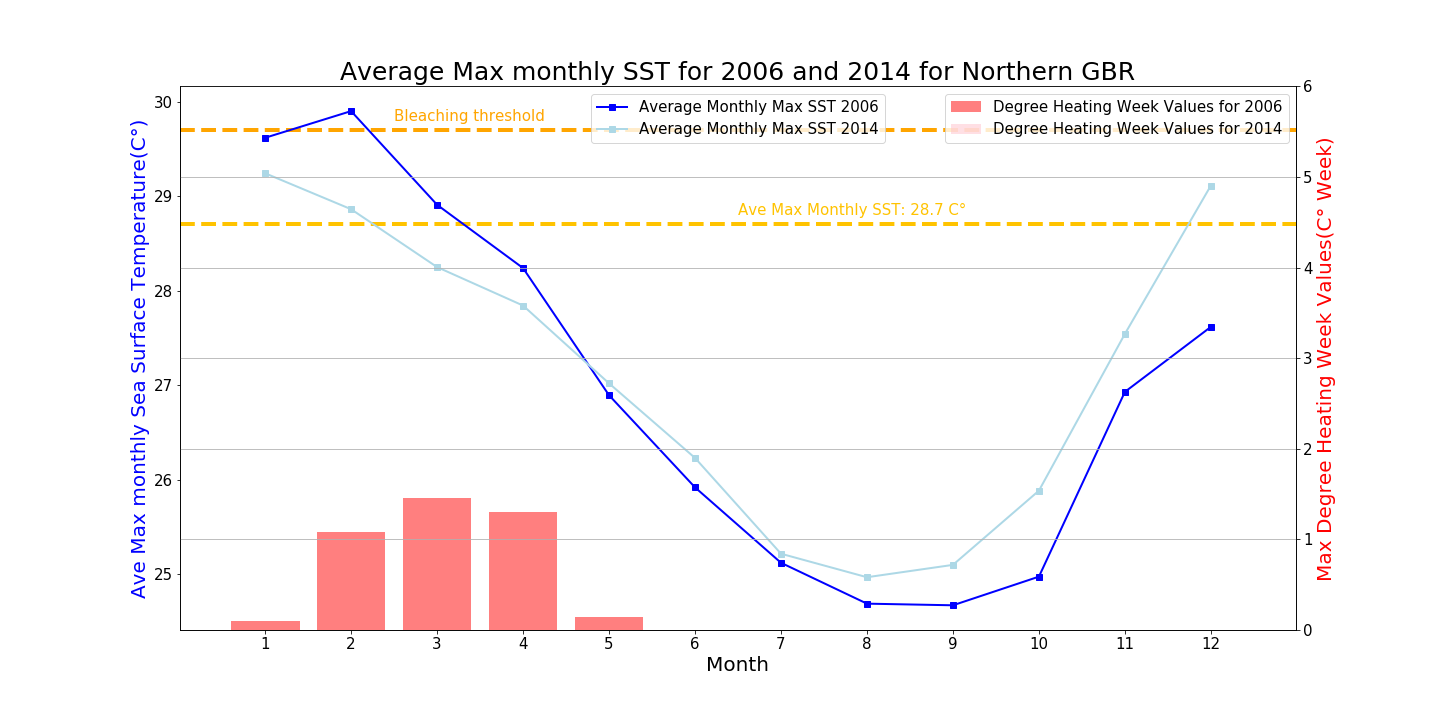 Average Max monthly SST for 2006 and 2014 for Northern GBR
Ave Max monthly Sea Surface Temperature(C°)
30
29
28
27
26
25
Bleaching threshold
Average Monthly Max SST 2006
Average Monthly Max SST 2014
Degree Heating Week Values for 2006
Degree Heating Week Values for 2014
Ave Max Monthly SST: 28.7 C°
6
5
4
3
2
1
0
Max Degree Heating Week Values(C° Week)
1 2 3 4 5 6 7 8 9 10 11 12
Month